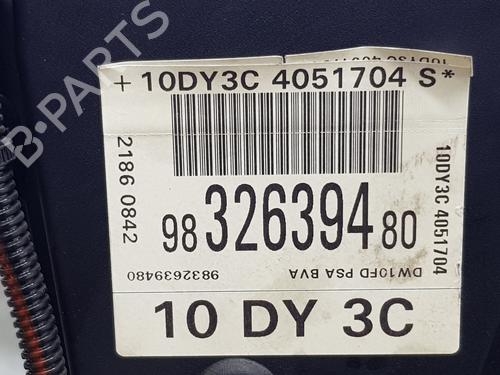 + 10DY3C 4051704 S*
2186 0842
98 326394 80
10DY3C 4051704
9832639480
DW10FD PSA BVA
10 DY 3C
B-PARTS